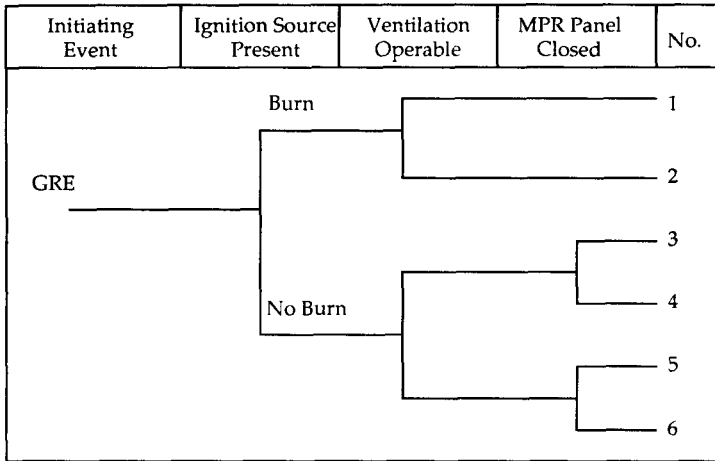 Initiating Event
Ignition Source Present
Ventilation Operable
MPR Panel Closed
No.
Burn
1
2
GRE
3
4
No Burn
5
6